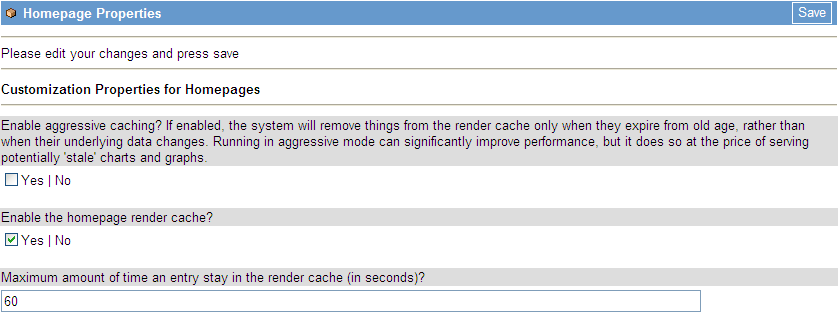 Homepage Properties
Save
Please edit your changes and press save
Customization Properties for Homepages
Enable aggressive caching? If enabled, the system will remove things from the render cache only when they expire from old age, rather than
when their underlying data changes. Running in aggressive mode can significantly improve performance, but it does so at the price of serving
potentially 'stale' charts and graphs.
Yes | No
Enable the homepage render cache?
Yes | No
Maximum amount of time an entry stay in the render cache (in seconds)?
60